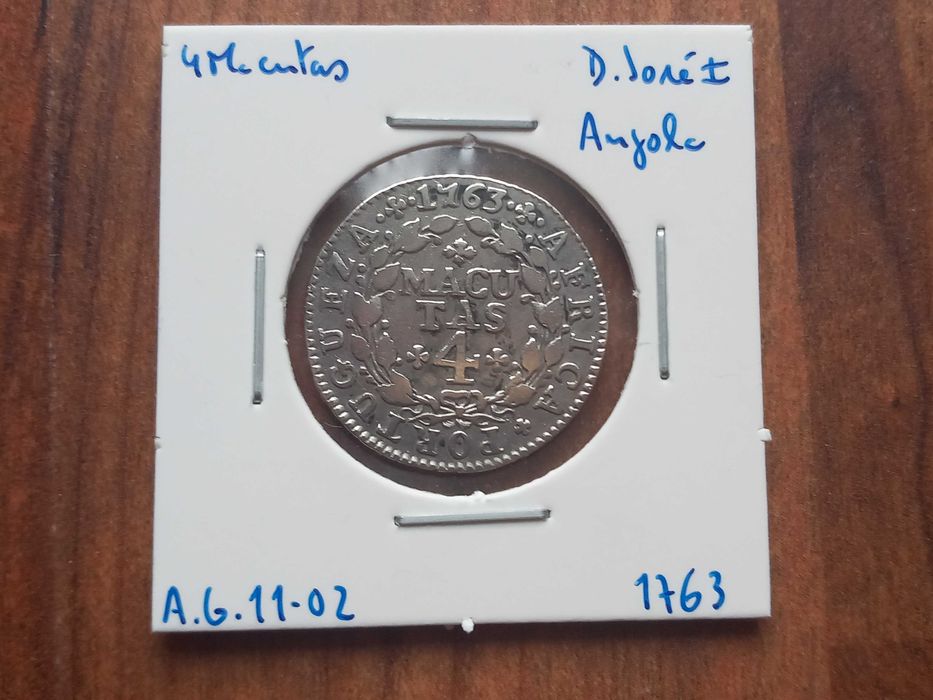 4 Macutas
D. José I
Angola
·1763·
A·AFRICA·PORTUGUEZA·
MACU
TAS
4
A.G.11-02
1763